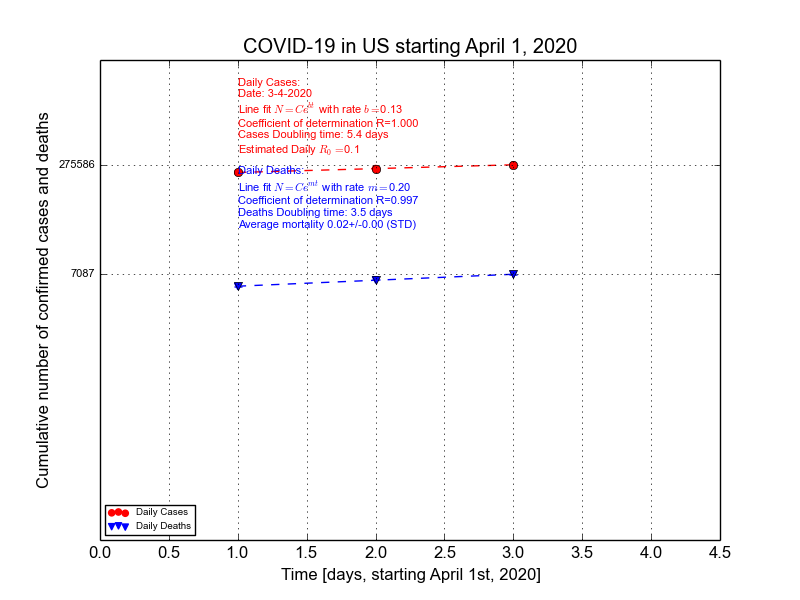 COVID-19 in US starting April 1, 2020
Daily Cases:
Date: 3-4-2020
Line fit N = Ce^{bt} with rate b = 0.13
Coefficient of determination R=1.000
Cases Doubling time: 5.4 days
Estimated Daily R_0 = 0.1
Daily Deaths:
Line fit N = Ce^{mt} with rate m = 0.20
Coefficient of determination R=0.997
Deaths Doubling time: 3.5 days
Average mortality 0.02+/-0.00 (STD)
275586
7087
Cumulative number of confirmed cases and deaths
Daily Cases
Daily Deaths
0.0 0.5 1.0 1.5 2.0 2.5 3.0 3.5 4.0 4.5
Time [days, starting April 1st, 2020]